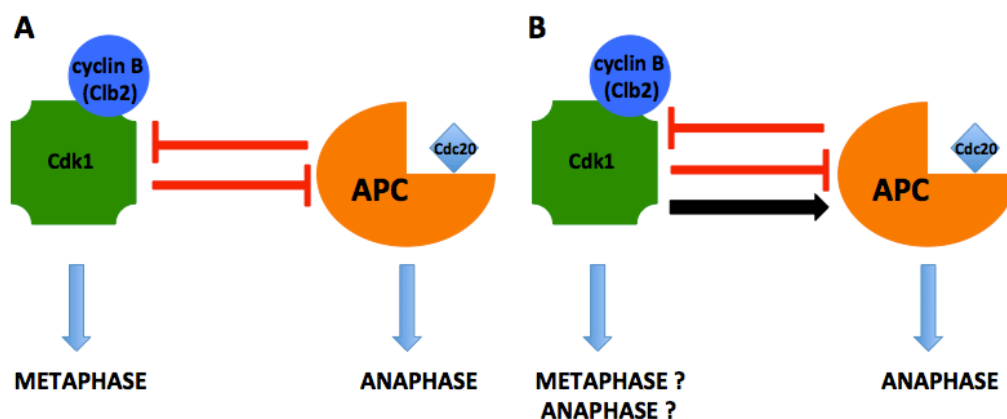 A
cyclin B
(Clb2)
Cdk1
Cdc20
APC
METAPHASE
ANAPHASE
B
cyclin B
(Clb2)
Cdk1
Cdc20
APC
METAPHASE ?
ANAPHASE ?
ANAPHASE